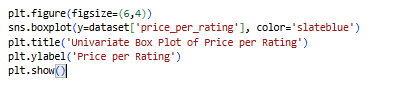 plt.figure(figsize=(6,4))
sns.boxplot(y=dataset['price_per_rating'], color='slateblue')
plt.title('Univariate Box Plot of Price per Rating')
plt.ylabel('Price per Rating')
plt.show()